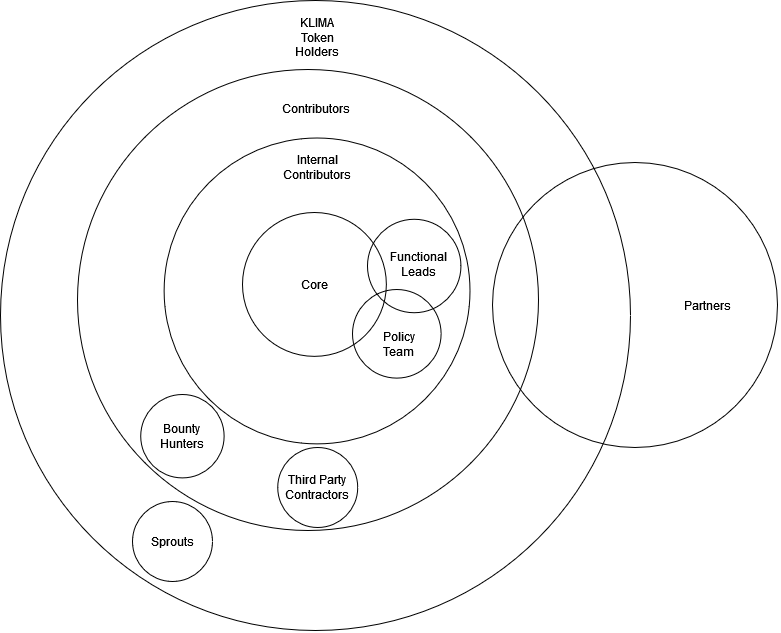 KLIMA
Token
Holders
Contributors
Internal
Contributors
Functional
Leads
Core
Partners
Policy
Team
Bounty
Hunters
Third Party
Contractors
Sprouts